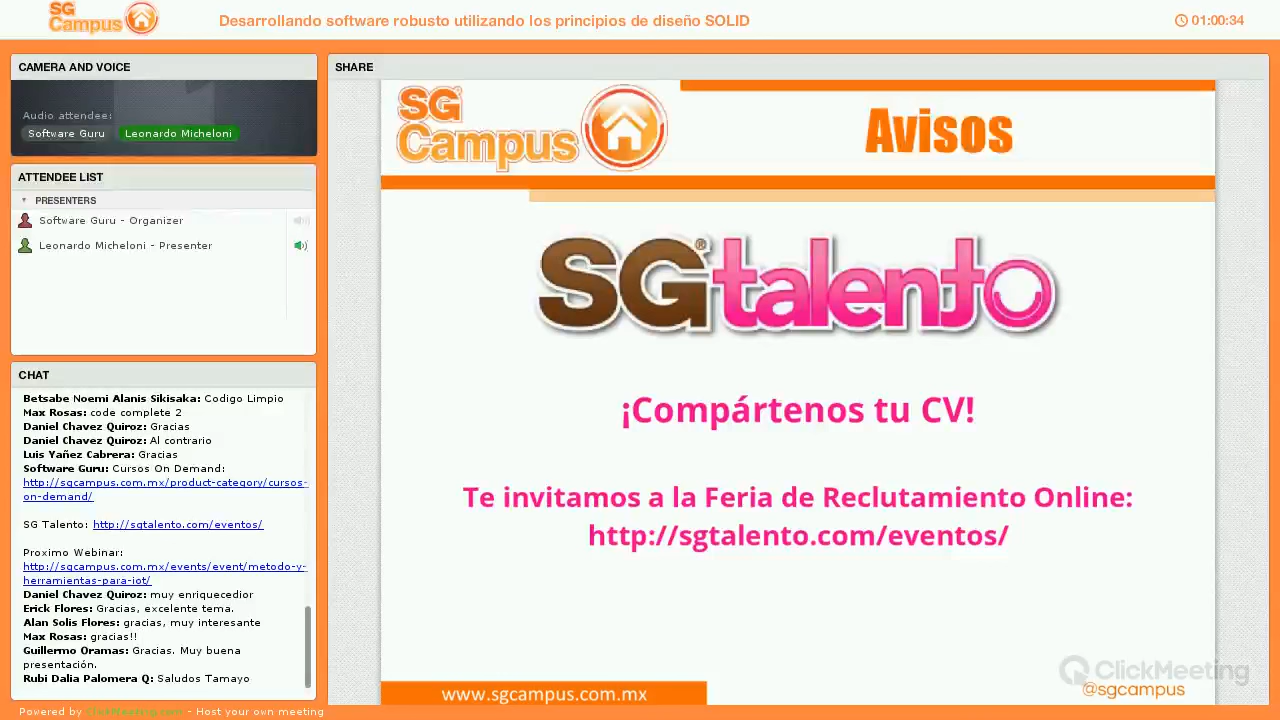 SG
Campus
Desarrollando software robusto utilizando los principios de diseño SOLID
01:00:34
CAMERA AND VOICE
Audio attendee:
Software Guru
Leonardo Micheloni
ATTENDEE LIST
PRESENTERS
Software Guru - Organizer
Leonardo Micheloni - Presenter
CHAT
Betsabe Noemi Alanis Sikisaka: Codigo Limpio
Max Rosas: code complete 2
Daniel Chavez Quiroz: Gracias
Daniel Chavez Quiroz: Al contrario
Luis Yañez Cabrera: Gracias
Software Guru: Cursos On Demand:
http://sgcampus.com.mx/product-category/cursos-
on-demand/
SG Talento: http://sgtalento.com/eventos/
Proximo Webinar:
http://sgcampus.com.mx/events/event/metodo-y-
herramientas-para-iot/
Daniel Chavez Quiroz: muy enriquecedior
Erick Flores: Gracias, excelente tema.
Alan Solis Flores: gracias, muy interesante
Max Rosas: gracias!!
Guillermo Oramas: Gracias. Muy buena
presentación.
Rubi Dalia Palomera Q: Saludos Tamayo
Powered by ClickMeeting.com - Host your own meeting
SHARE
SG
Campus
Avisos
SGtalento®
¡Compártenos tu CV!
Te invitamos a la Feria de Reclutamiento Online:
http://sgtalento.com/eventos/
www.sgcampus.com.mx
ClickMeeting
@sgcampus